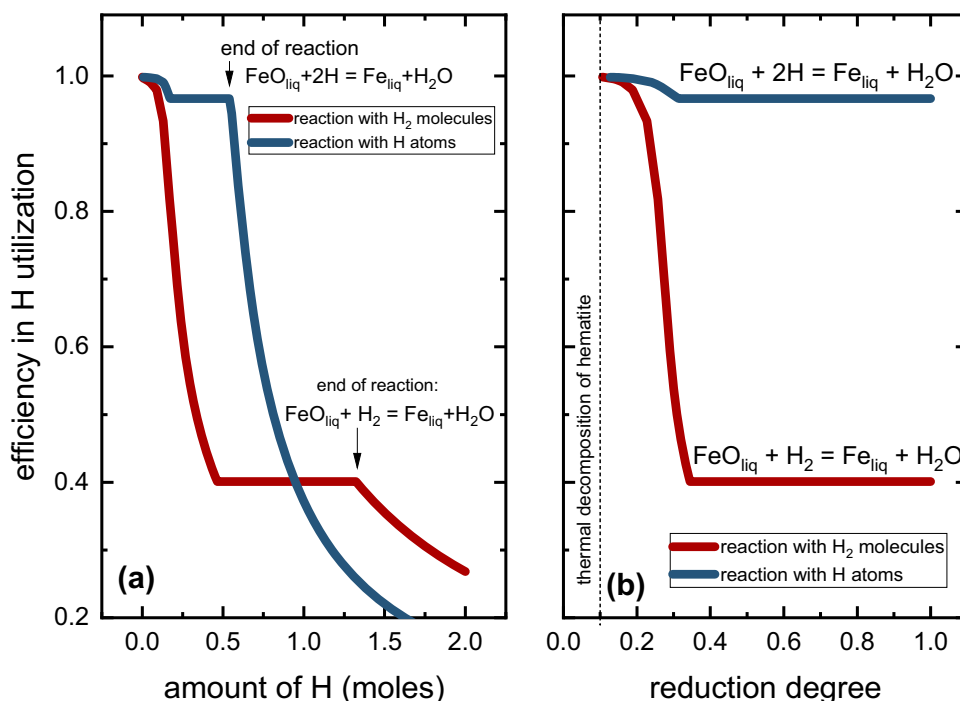 end of reaction
FeOliq+2H = Feliq+H2O
reaction with H2 molecules
reaction with H atoms
end of reaction:
FeOliq+ H2 = Feliq+H2O
(a)
efficiency in H utilization
1.0
0.8
0.6
0.4
0.2
0.0 0.5 1.0 1.5 2.0
amount of H (moles)
FeOliq + 2H = Feliq + H2O
thermal decomposition of hematite
FeOliq + H2 = Feliq + H2O
reaction with H2 molecules
reaction with H atoms
(b)
0.0 0.2 0.4 0.6 0.8 1.0
reduction degree